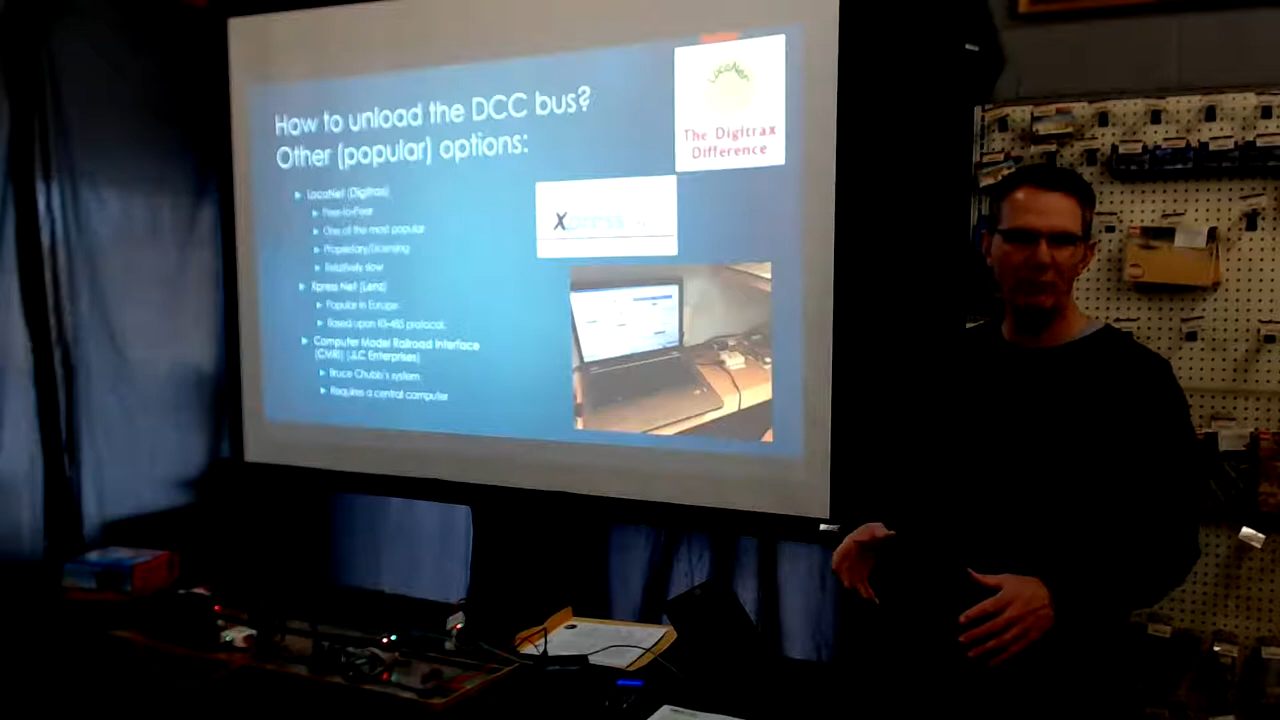 How to unload the DCC bus?
Other (popular) options:
LocoNet (Digitrax)
Peer-to-Peer
One of the most popular
Proprietary/Licensing
Relatively slow
Xpress Net (Lenz)
Popular in Europe
Based upon RS-485 protocol.
Computer Model Railroad Interface
(CMRI) (JLC Enterprises)
Bruce Chubb's system
Requires a central computer
LocoNet
The Digitrax
Difference
Xpress